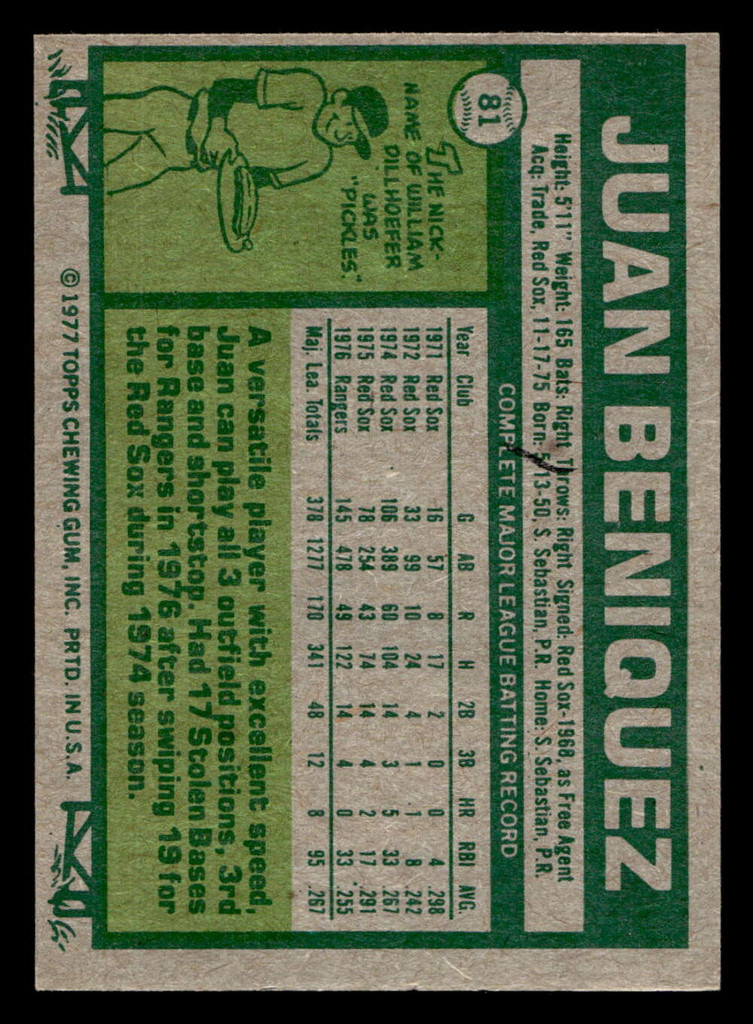 81
JUAN BENIQUEZ
Height: 5'11" Weight: 165 Bats: Right Throws: Right Signed: Red Sox-1968, as Free Agent
Acq: Trade, Red Sox, 11-17-75 Born: 5-13-50, S. Sebastian, P.R. Home: S. Sebastian, P.R.
COMPLETE MAJOR LEAGUE BATTING RECORD
Year Club G AB R H 2B 3B HR RBI AVG.
1971 Red Sox 16 57 8 17 2 0 0 4 .298
1972 Red Sox 33 99 10 24 4 1 1 8 .242
1974 Red Sox 106 389 60 104 14 3 5 33 .267
1975 Red Sox 78 254 43 74 14 4 2 17 .291
1976 Rangers 145 478 49 122 14 4 0 33 .255
Maj. Lea. Totals 378 1277 170 341 48 12 8 95 .267
THE NICK-
NAME OF WILLIAM
DILLHOEFER
WAS
"PICKLES."
A versatile player with excellent speed,
Juan can play all 3 outfield positions, 3rd
base and shortstop. Had 17 Stolen Bases
for Rangers in 1976 after swiping 19 for
the Red Sox during 1974 season.
© 1977 TOPPS CHEWING GUM, INC. PRTD. IN U.S.A.